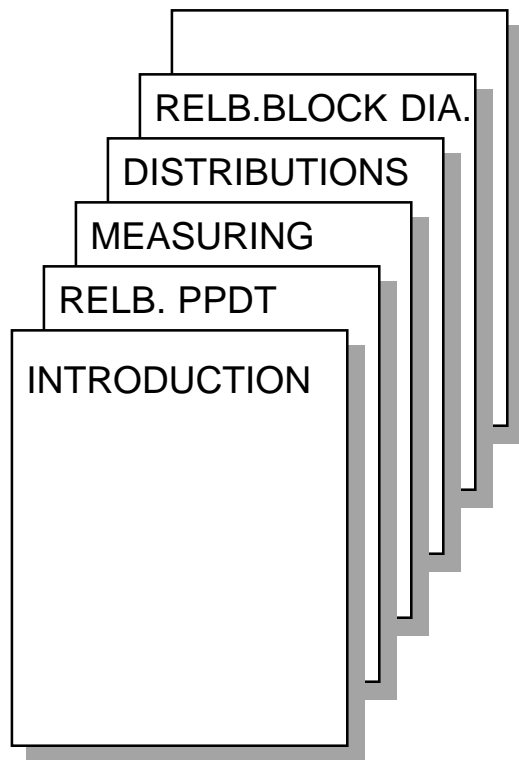 RELB.BLOCK DIA.
DISTRIBUTIONS
MEASURING
RELB. PPDT
INTRODUCTION